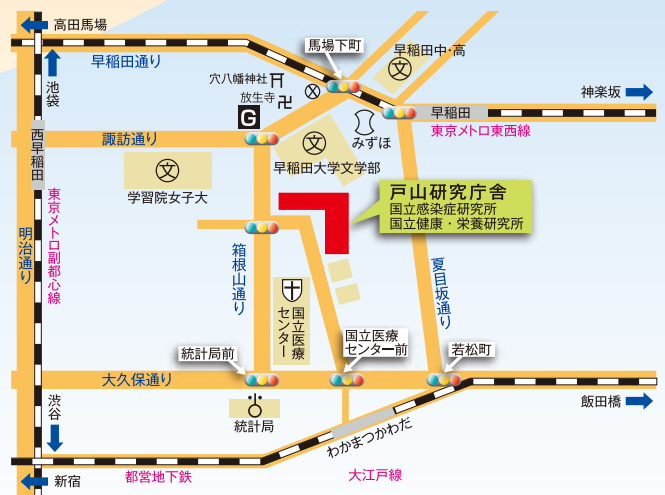 高田馬場
早稲田通り
馬場下町
早稲田中・高
文
池袋
穴八幡神社
放生寺
G
神楽坂
早稲田
東京メトロ東西線
みずほ
諏訪通り
西早稲田
文
早稲田大学文学部
文
学習院女子大
戸山研究庁舎
国立感染症研究所
国立健康・栄養研究所
東京メトロ副都心線
明治通り
箱根山通り
夏目坂通り
国立医療
センター
統計局前
国立医療
センター前
若松町
大久保通り
飯田橋
渋谷
統計局
わかまつかわだ
都営地下鉄
大江戸線
新宿